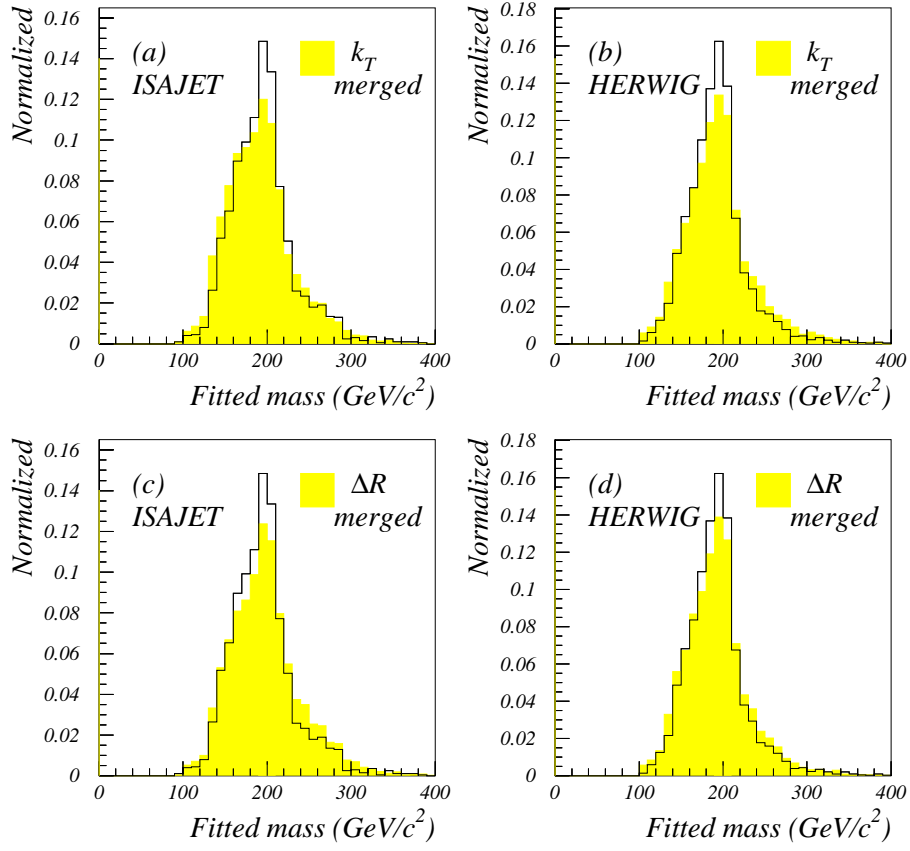 Normalized
0.16
0.14
0.12
0.1
0.08
0.06
0.04
0.02
0
(a)
ISAJET
k_T
merged
0 100 200 300 400
Fitted mass (GeV/c²)
Normalized
0.18
0.16
0.14
0.12
0.1
0.08
0.06
0.04
0.02
0
(b)
HERWIG
k_T
merged
0 100 200 300 400
Fitted mass (GeV/c²)
Normalized
0.16
0.14
0.12
0.1
0.08
0.06
0.04
0.02
0
(c)
ISAJET
ΔR
merged
0 100 200 300 400
Fitted mass (GeV/c²)
Normalized
0.18
0.16
0.14
0.12
0.1
0.08
0.06
0.04
0.02
0
(d)
HERWIG
ΔR
merged
0 100 200 300 400
Fitted mass (GeV/c²)